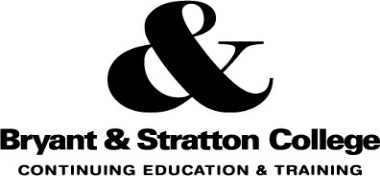 &
Bryant & Stratton College
CONTINUING EDUCATION & TRAINING